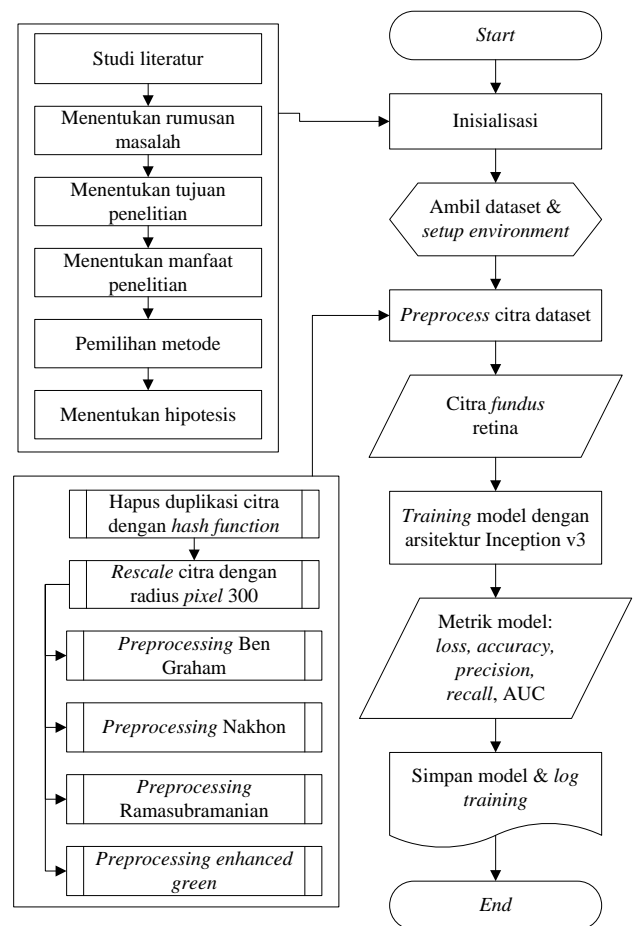 Studi literatur
Menentukan rumusan
masalah
Menentukan tujuan
penelitian
Menentukan manfaat
penelitian
Pemilihan metode
Menentukan hipotesis
Hapus duplikasi citra
dengan hash function
Rescale citra dengan
radius pixel 300
Preprocessing Ben
Graham
Preprocessing Nakhon
Preprocessing
Ramasubramanian
Preprocessing enhanced
green
Start
Inisialisasi
Ambil dataset &
setup environment
Preprocess citra dataset
Citra fundus
retina
Training model dengan
arsitektur Inception v3
Metrik model:
loss, accuracy,
precision,
recall, AUC
Simpan model & log
training
End